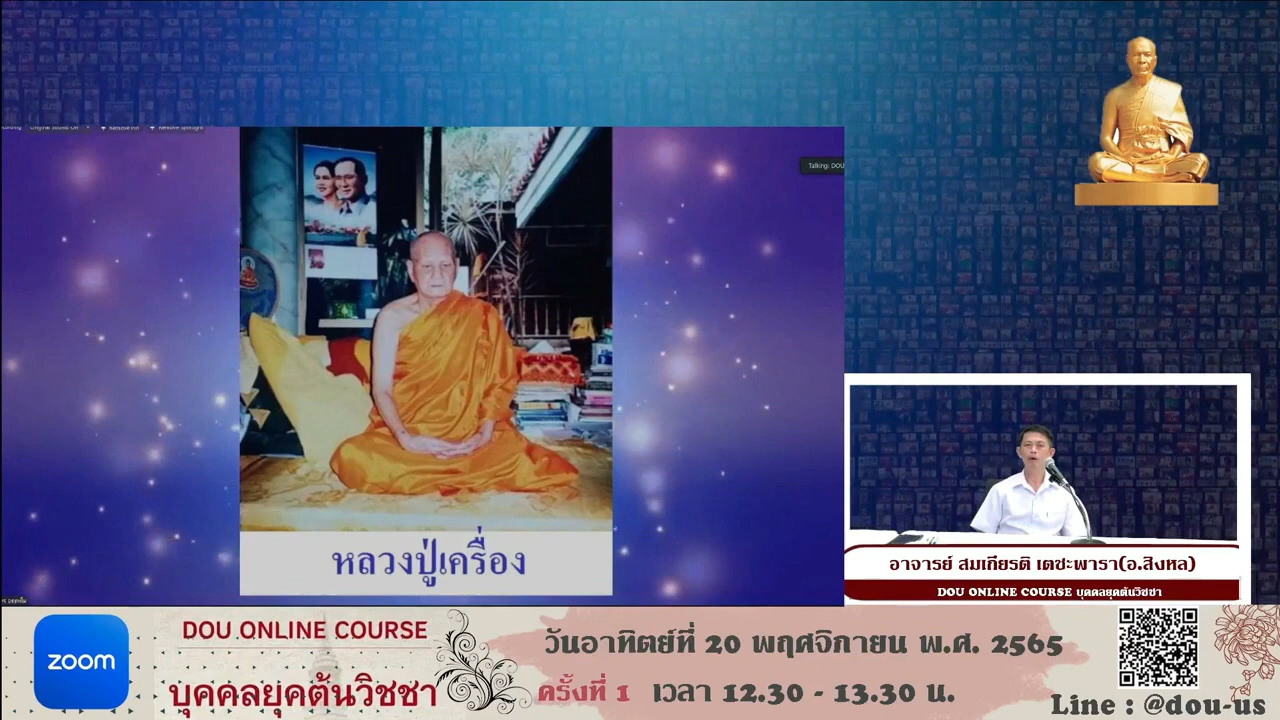 Talking: DOU
หลวงปู่เครื่อง
อาจารย์ สมเกียรติ เตชะพารา(อ.สิงหล)
DOU ONLINE COURSE บุคคลยุคต้นวิชชา
zoom
DOU ONLINE COURSE
บุคคลยุคต้นวิชชา
วันอาทิตย์ที่ 20 พฤศจิกายน พ.ศ. 2565
ครั้งที่ 1 เวลา 12.30 - 13.30 น.
Line : @dou-us